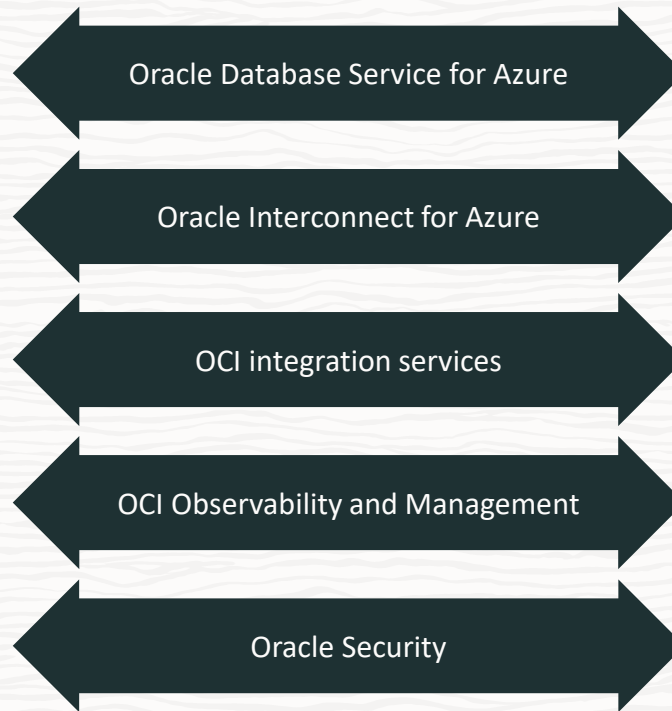 Oracle Database Service for Azure
Oracle Interconnect for Azure
OCI integration services
OCI Observability and Management
Oracle Security